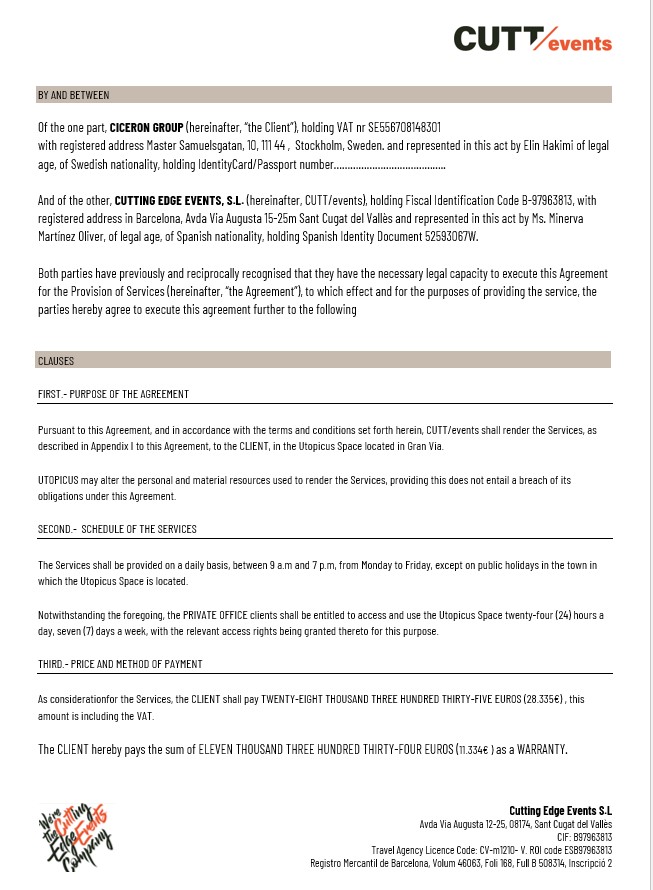 CUTT/events
BY AND BETWEEN
Of the one part, CICERON GROUP (hereinafter, “the Client”), holding VAT nr SE556708148301
with registered address Master Samuelsgatan, 10, 111 44 , Stockholm, Sweden. and represented in this act by Elin Hakimi of legal
age, of Swedish nationality, holding IdentityCard/Passport number..........................................
And of the other, CUTTING EDGE EVENTS, S.L. (hereinafter, CUTT/events), holding Fiscal Identification Code B-97963813, with
registered address in Barcelona, Avda Via Augusta 15-25m Sant Cugat del Vallès and represented in this act by Ms. Minerva
Martínez Oliver, of legal age, of Spanish nationality, holding Spanish Identity Document 52593067W.
Both parties have previously and reciprocally recognised that they have the necessary legal capacity to execute this Agreement
for the Provision of Services (hereinafter, “the Agreement”), to which effect and for the purposes of providing the service, the
parties hereby agree to execute this agreement further to the following
CLAUSES
FIRST.- PURPOSE OF THE AGREEMENT
Pursuant to this Agreement, and in accordance with the terms and conditions set forth herein, CUTT/events shall render the Services, as
described in Appendix I to this Agreement, to the CLIENT, in the Utopicus Space located in Gran Via.
UTOPICUS may alter the personal and material resources used to render the Services, providing this does not entail a breach of its
obligations under this Agreement.
SECOND.- SCHEDULE OF THE SERVICES
The Services shall be provided on a daily basis, between 9 a.m and 7 p.m, from Monday to Friday, except on public holidays in the town in
which the Utopicus Space is located.
Notwithstanding the foregoing, the PRIVATE OFFICE clients shall be entitled to access and use the Utopicus Space twenty-four (24) hours a
day, seven (7) days a week, with the relevant access rights being granted thereto for this purpose.
THIRD.- PRICE AND METHOD OF PAYMENT
As considerationfor the Services, the CLIENT shall pay TWENTY-EIGHT THOUSAND THREE HUNDRED THIRTY-FIVE EUROS (28.335€) , this
amount is including the VAT.
The CLIENT hereby pays the sum of ELEVEN THOUSAND THREE HUNDRED THIRTY-FOUR EUROS (11.334€ ) as a WARRANTY.
We're
The Cutting
Edge Events
Company
Cutting Edge Events S.L
Avda Via Augusta 12-25, 08174, Sant Cugat del Vallès
CIF: B97963813
Travel Agency Licence Code: CV-m1210- V. ROI code ESB97963813
Registro Mercantil de Barcelona, Volum 46063, Foli 168, Full B 508314, Inscripció 2